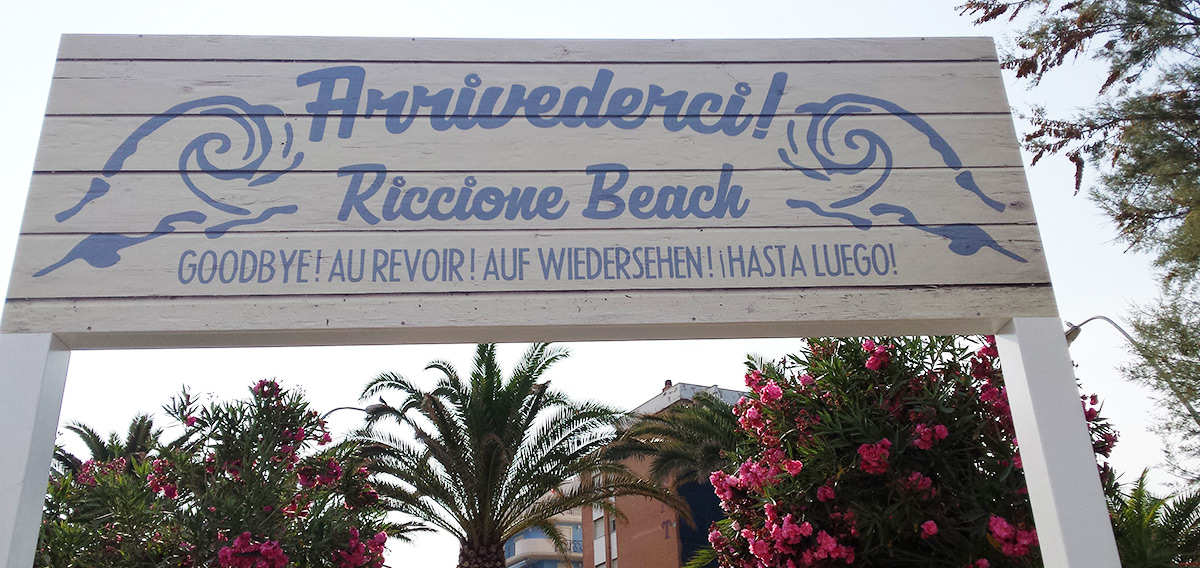 Arrivederci!
Riccione Beach
GOODBYE! AU REVOIR! AUF WIEDERSEHEN! ¡HASTA LUEGO!